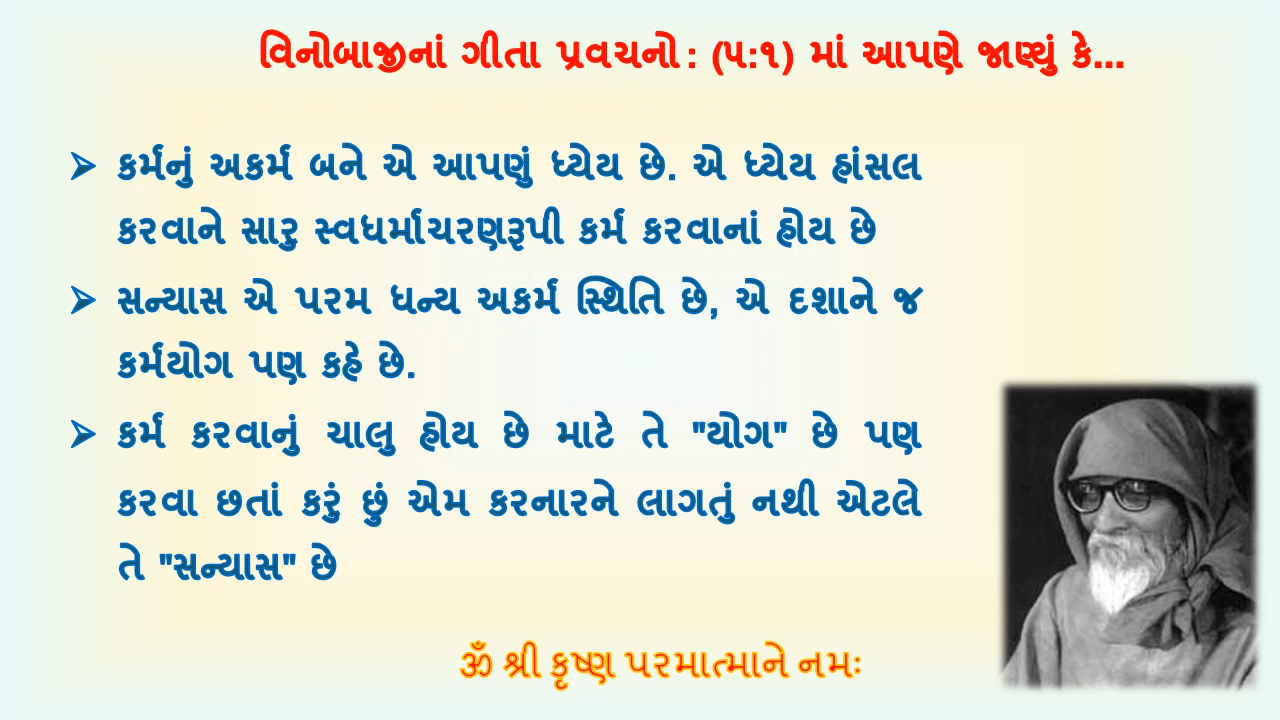 વિનોબાજીનાં ગીતા પ્રવચનો: (૫:૧) માં આપણે જાણ્યું કે...
➢ કર્મનું અકર્મ બને એ આપણું ધ્યેય છે. એ ધ્યેય હાંસલ
કરવાને સારુ સ્વધર્માચરણરૂપી કર્મ કરવાનાં હોય છે
➢ સન્યાસ એ પરમ ધન્ય અકર્મ સ્થિતિ છે, એ દશાને જ
કર્મયોગ પણ કહે છે.
➢ કર્મ કરવાનું ચાલુ હોય છે માટે તે "યોગ" છે પણ
કરવા છતાં કરું છું એમ કરનારને લાગતું નથી એટલે
તે "સન્યાસ" છે
ૐ શ્રી કૃષ્ણ પરમાત્માને નમઃ